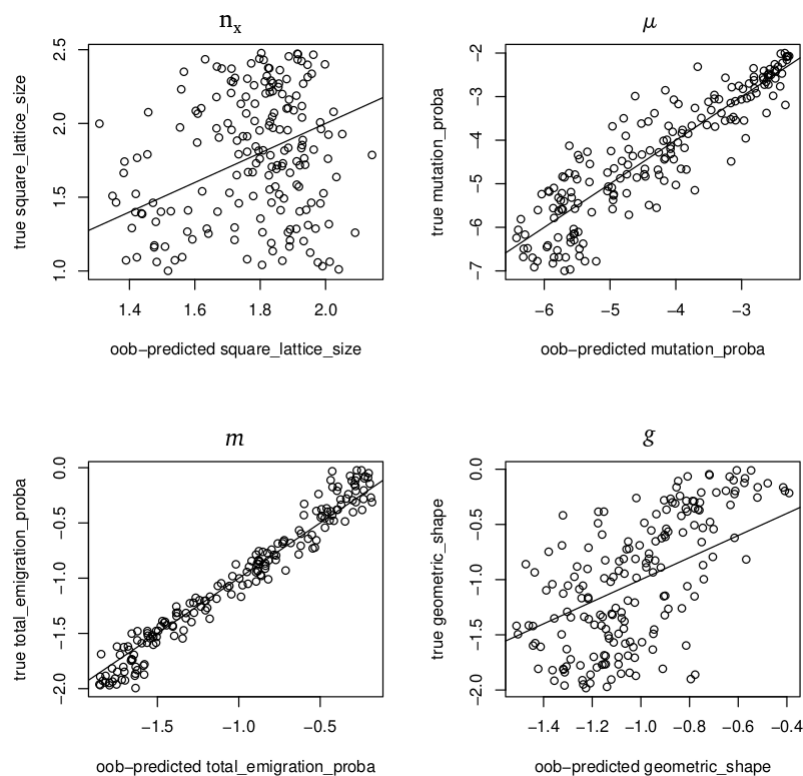 nx
μ
true square_lattice_size
1.0 1.5 2.0 2.5
1.4 1.6 1.8 2.0
oob−predicted square_lattice_size
true mutation_proba
−7 −6 −5 −4 −3 −2
−6 −5 −4 −3
oob−predicted mutation_proba
m
g
true total_emigration_proba
−2.0 −1.5 −1.0 −0.5 0.0
−1.5 −1.0 −0.5
oob−predicted total_emigration_proba
true geometric_shape
−2.0 −1.5 −1.0 −0.5 0.0
−1.4 −1.2 −1.0 −0.8 −0.6 −0.4
oob−predicted geometric_shape